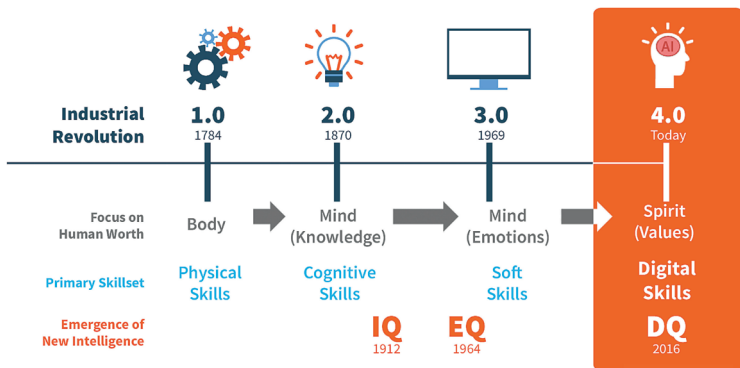 AI
Industrial
Revolution
1.0
1784
2.0
1870
3.0
1969
4.0
Today
Focus on
Human Worth
Body
Mind
(Knowledge)
Mind
(Emotions)
Spirit
(Values)
Primary Skillset
Physical
Skills
Cognitive
Skills
Soft
Skills
Digital
Skills
Emergence of
New Intelligence
IQ
1912
EQ
1964
DQ
2016